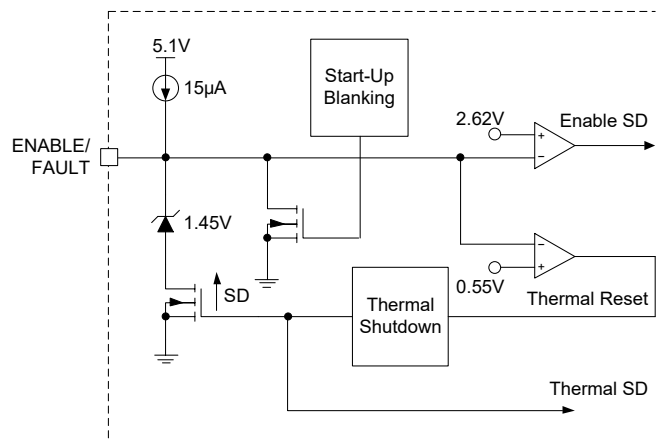 5.1V
15µA
Start-Up
Blanking
2.62V
+
−
Enable SD
ENABLE/
FAULT
1.45V
−
+
0.55V
SD
Thermal
Shutdown
Thermal Reset
Thermal SD